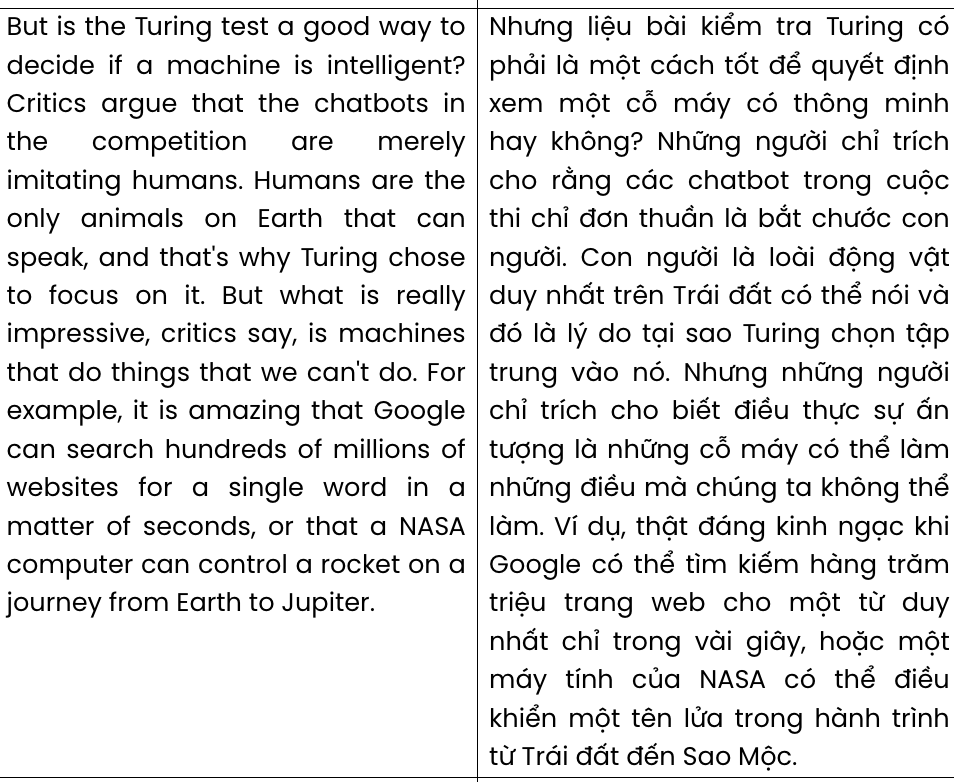 But is the Turing test a good way to
decide if a machine is intelligent?
Critics argue that the chatbots in
the competition are merely
imitating humans. Humans are the
only animals on Earth that can
speak, and that's why Turing chose
to focus on it. But what is really
impressive, critics say, is machines
that do things that we can't do. For
example, it is amazing that Google
can search hundreds of millions of
websites for a single word in a
matter of seconds, or that a NASA
computer can control a rocket on a
journey from Earth to Jupiter.
Nhưng liệu bài kiểm tra Turing có
phải là một cách tốt để quyết định
xem một cỗ máy có thông minh
hay không? Những người chỉ trích
cho rằng các chatbot trong cuộc
thi chỉ đơn thuần là bắt chước con
người. Con người là loài động vật
duy nhất trên Trái đất có thể nói và
đó là lý do tại sao Turing chọn tập
trung vào nó. Nhưng những người
chỉ trích cho biết điều thực sự ấn
tượng là những cỗ máy có thể làm
những điều mà chúng ta không thể
làm. Ví dụ, thật đáng kinh ngạc khi
Google có thể tìm kiếm hàng trăm
triệu trang web cho một từ duy
nhất chỉ trong vài giây, hoặc một
máy tính của NASA có thể điều
khiển một tên lửa trong hành trình
từ Trái đất đến Sao Mộc.